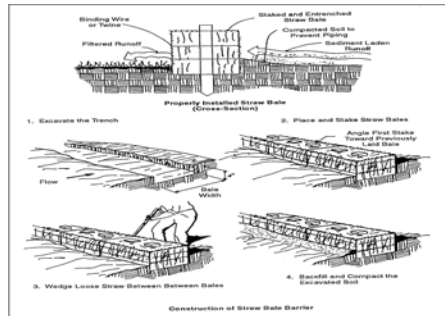 Binding Wire
or Twine
Staked and Entrenched
Straw Bale
Compacted Soil to
Prevent Piping
Filtered Runoff
Sediment Laden
Runoff
Properly Installed Straw Bale
(Cross-Section)
1. Excavate the Trench
2. Place and Stake Straw Bales
Angle First Stake
Toward Previously
Laid Bale
Flow
Bale
Width
3. Wedge Loose Straw Between Between Bales
4. Backfill and Compact the
Excavated Soil
Construction of Straw Bale Barrier